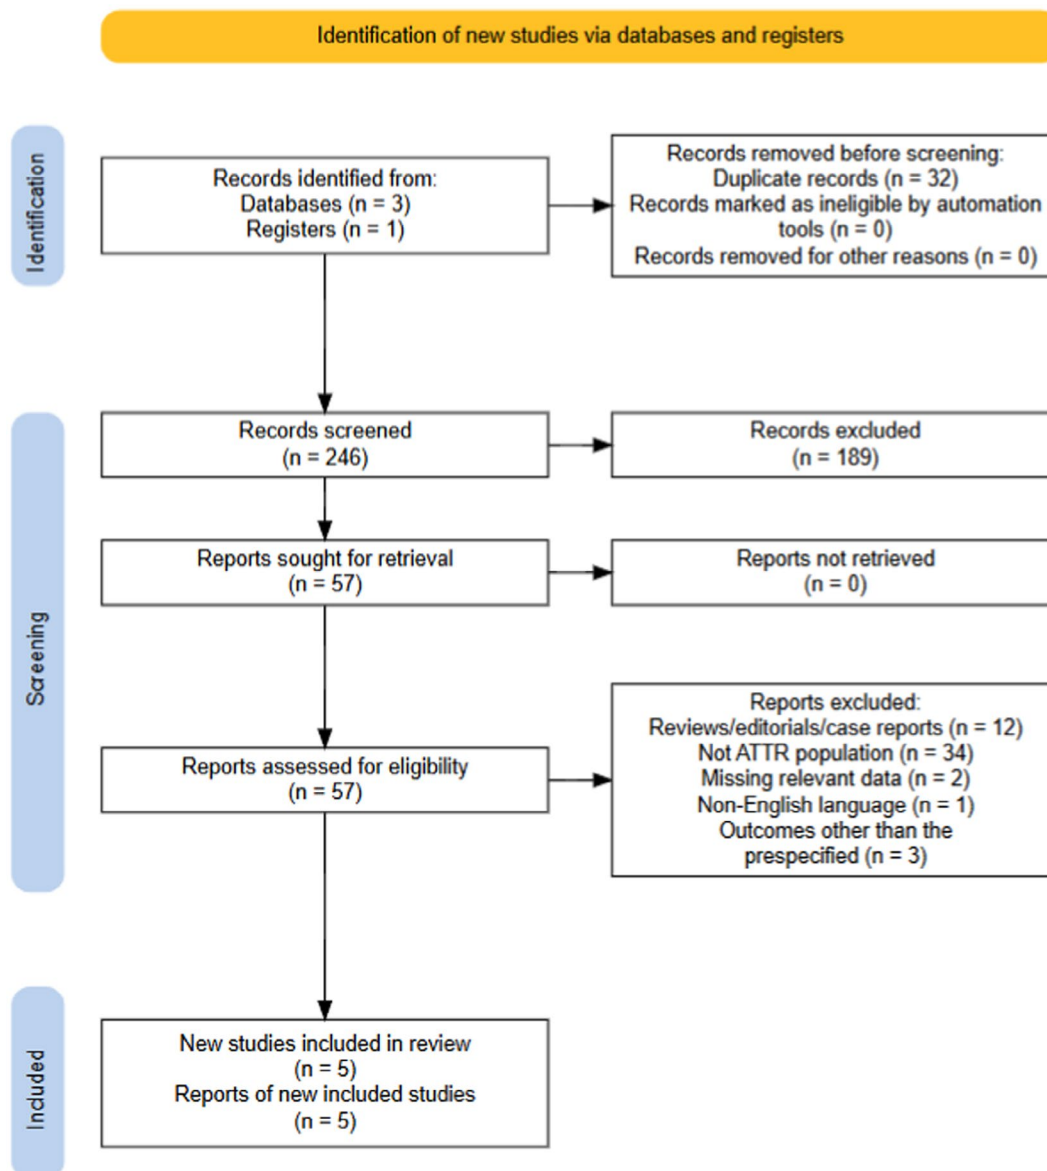 Identification of new studies via databases and registers
Identification
Records identified from:
Databases (n = 3)
Registers (n = 1)
Records removed before screening:
Duplicate records (n = 32)
Records marked as ineligible by automation
tools (n = 0)
Records removed for other reasons (n = 0)
Screening
Records screened
(n = 246)
Records excluded
(n = 189)
Reports sought for retrieval
(n = 57)
Reports not retrieved
(n = 0)
Reports assessed for eligibility
(n = 57)
Reports excluded:
Reviews/editorials/case reports (n = 12)
Not ATTR population (n = 34)
Missing relevant data (n = 2)
Non-English language (n = 1)
Outcomes other than the
prespecified (n = 3)
Included
New studies included in review
(n = 5)
Reports of new included studies
(n = 5)